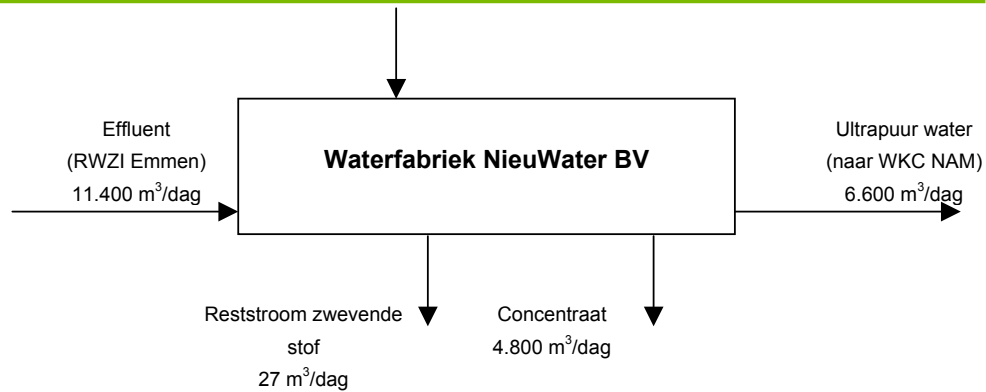 Effluent
(RWZI Emmen)
11.400 m³/dag
Waterfabriek NieuWater BV
Ultrapuur water
(naar WKC NAM)
6.600 m³/dag
Reststroom zwevende
stof
27 m³/dag
Concentraat
4.800 m³/dag